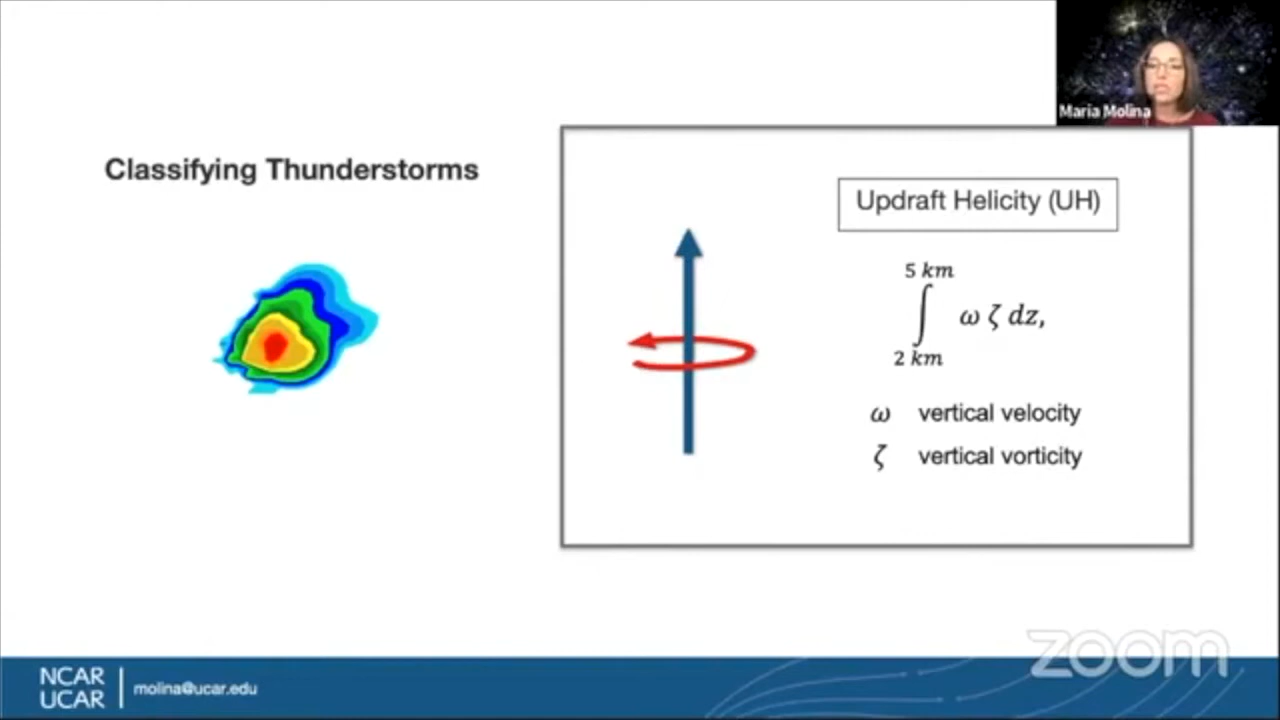 Maria Molina
Classifying Thunderstorms
Updraft Helicity (UH)
5 km
∫ ω ζ dz,
2 km
ω vertical velocity
ζ vertical vorticity
zoom
NCAR
UCAR
molina@ucar.edu